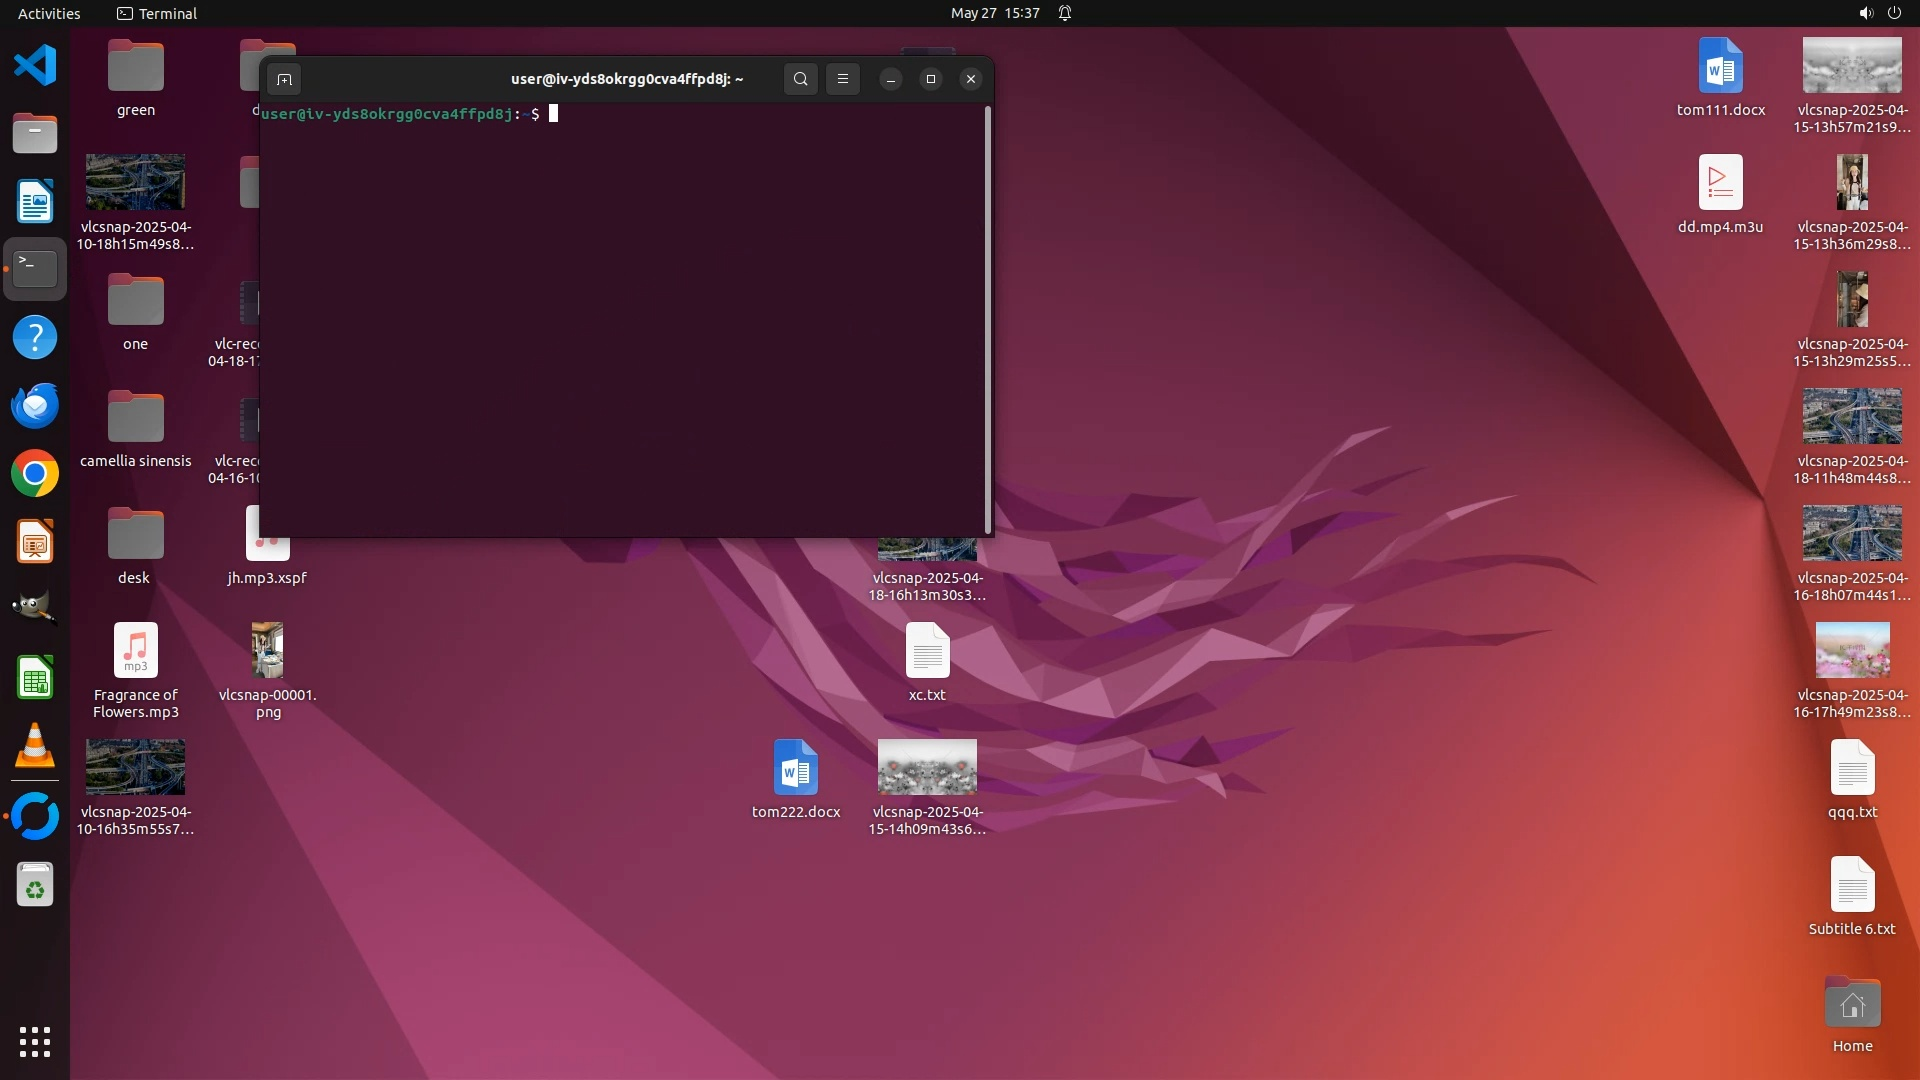 Activities
Terminal
May 27 15:37
user@iv-yds8okrgg0cva4ffpd8j: ~
user@iv-yds8okrgg0cva4ffpd8j:~$
green
d
vlcsnap-2025-04-
10-18h15m49s8...
one
vlc-rec
04-18-17
camellia sinensis
vlc-rec
04-16-10
desk
jh.mp3.xspf
mp3
Fragrance of
Flowers.mp3
vlcsnap-00001.
png
vlcsnap-2025-04-
10-16h35m55s7...
vlcsnap-2025-04-
18-16h13m30s3...
xc.txt
W
tom222.docx
vlcsnap-2025-04-
15-14h09m43s6...
W
tom111.docx
dd.mp4.m3u
vlcsnap-2025-04-
15-13h57m21s9...
vlcsnap-2025-04-
15-13h36m29s8...
vlcsnap-2025-04-
15-13h29m25s5...
vlcsnap-2025-04-
18-11h48m44s8...
vlcsnap-2025-04-
16-18h07m44s1...
vlcsnap-2025-04-
16-17h49m23s8...
qqq.txt
Subtitle 6.txt
Home